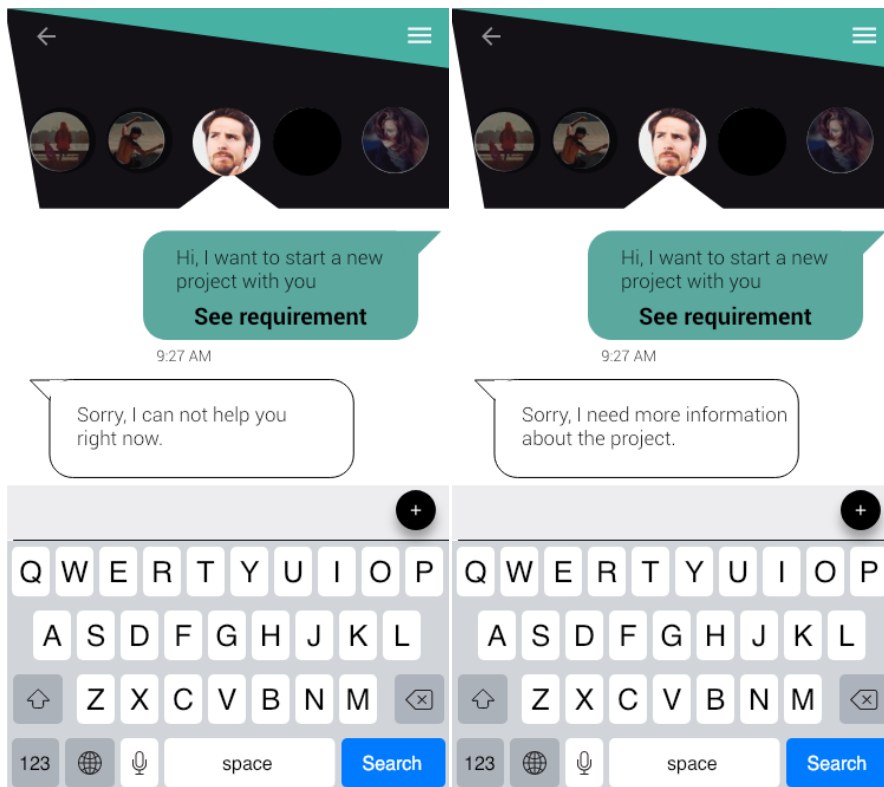 Hi, I want to start a new
project with you
See requirement
9:27 AM
Sorry, I can not help you
right now.
+
Q W E R T Y U I O P
A S D F G H J K L
Z X C V B N M
123 space Search
Hi, I want to start a new
project with you
See requirement
9:27 AM
Sorry, I need more information
about the project.
+
Q W E R T Y U I O P
A S D F G H J K L
Z X C V B N M
123 space Search